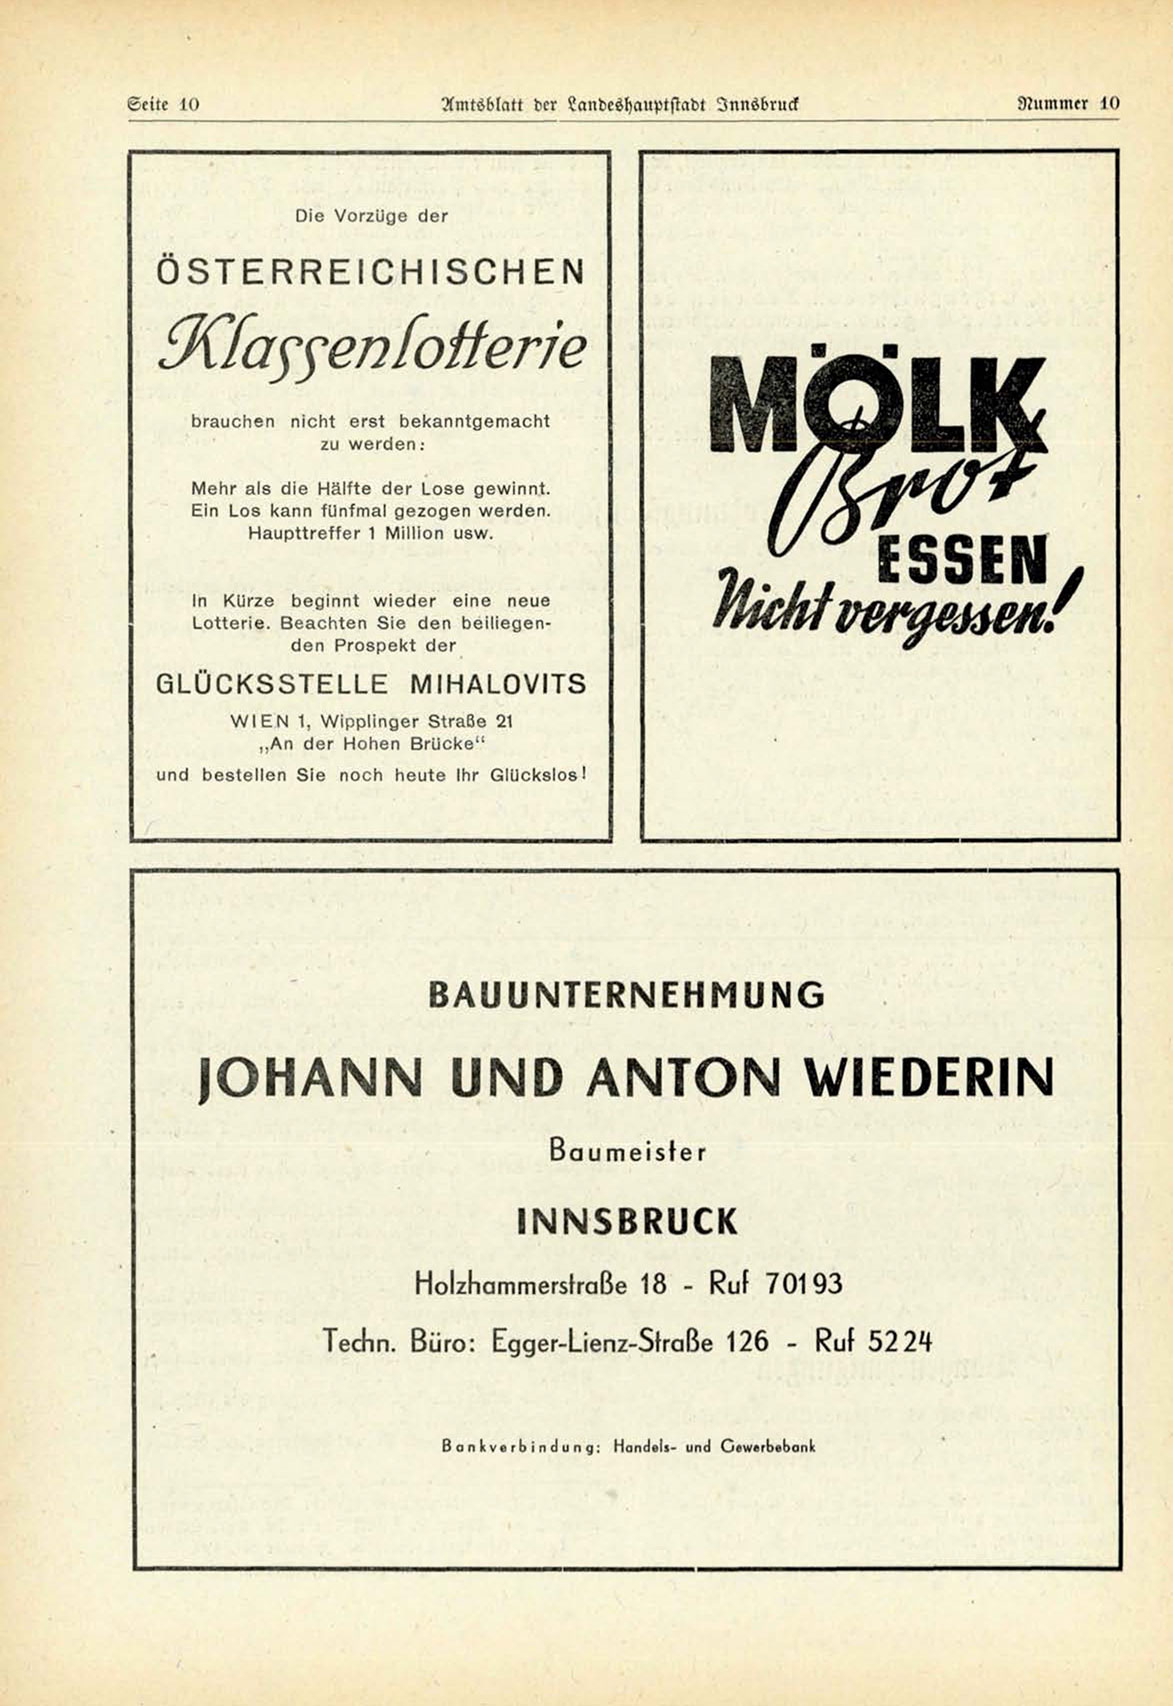 Seite 10 Amtsblatt der Landeshauptstadt Innsbruck Nummer 10
Die Vorzüge der
ÖSTERREICHISCHEN
Klassenlotterie
brauchen nicht erst bekanntgemacht
zu werden:
Mehr als die Hälfte der Lose gewinnt.
Ein Los kann fünfmal gezogen werden.
Haupttreffer 1 Million usw.
In Kürze beginnt wieder eine neue
Lotterie. Beachten Sie den beiliegen-
den Prospekt der
GLÜCKSSTELLE MIHALOVITS
WIEN 1, Wipplinger Straße 21
„An der Hohen Brücke“
und bestellen Sie noch heute Ihr Glückslos!
MÖLK
Brot
ESSEN
Nicht vergessen!
BAUUNTERNEHMUNG
JOHANN UND ANTON WIEDERIN
Baumeister
INNSBRUCK
Holzhammerstraße 18 - Ruf 70193
Techn. Büro: Egger-Lienz-Straße 126 - Ruf 5224
Bankverbindung: Handels- und Gewerbebank